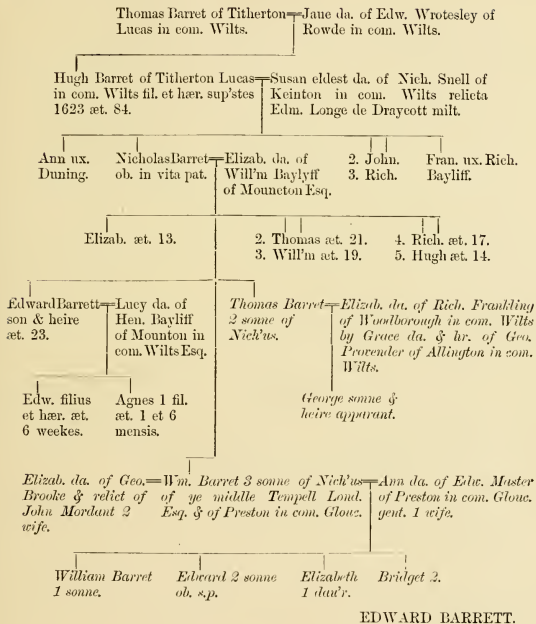 Thomas Barret of Titherton
Lucas in com. Wilts.
Jane da. of Edw. Wrotesley of
Rowde in com. Wilts.
Hugh Barret of Titherton Lucas
in com. Wilts fil. et hær. sup'stes
1623 æt. 84.
Susan eldest da. of Nich. Snell of
Keinton in com. Wilts relicta
Edm. Longe de Draycott milt.
Ann ux.
Duning.
Nicholas Barret
ob. in vita pat.
Elizab. da. of
Will'm Baylyff
of Mouncton Esq.
2. John.
3. Rich.
Fran. ux. Rich.
Bayliff.
Elizab. æt. 13.
2. Thomas æt. 21.
3. Will'm æt. 19.
4. Rich. æt. 17.
5. Hugh æt. 14.
Edward Barrett
son & heire
æt. 23.
Lucy da. of
Hen. Bayliff
of Mounton in
com. Wilts Esq.
Thomas Barret
2 sonne of
Nich'us.
Elizab. da. of Rich. Frankling
of Woodborough in com. Wilts
by Grace da. & hr. of Geo.
Provender of Allington in com.
Wilts.
Edw. filius
et hær. æt.
6 weekes.
Agnes 1 fil.
æt. 1 et 6
mensis.
George sonne &
heire apparant.
Elizab. da. of Geo.
Brooke & relict of
John Mordant 2
wife.
Wm. Barret 3 sonne of Nich'us
of ye middle Tempell Lond.
Esq. & of Preston in com. Glouc.
Ann da. of Edw. Master
of Preston in com. Glouc.
gent. 1 wife.
William Barret
1 sonne.
Edward 2 sonne
ob. s.p.
Elizabeth
1 dau'r.
Bridget 2.
EDWARD BARRETT.